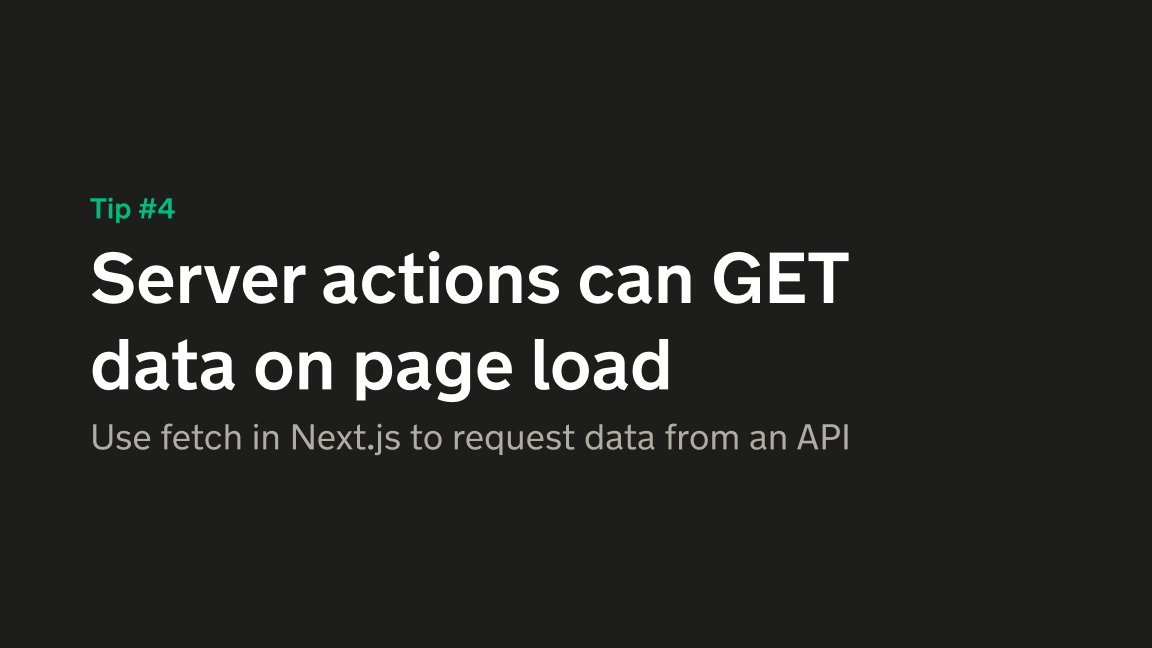 Tip #4
Server actions can GET
data on page load
Use fetch in Next.js to request data from an API